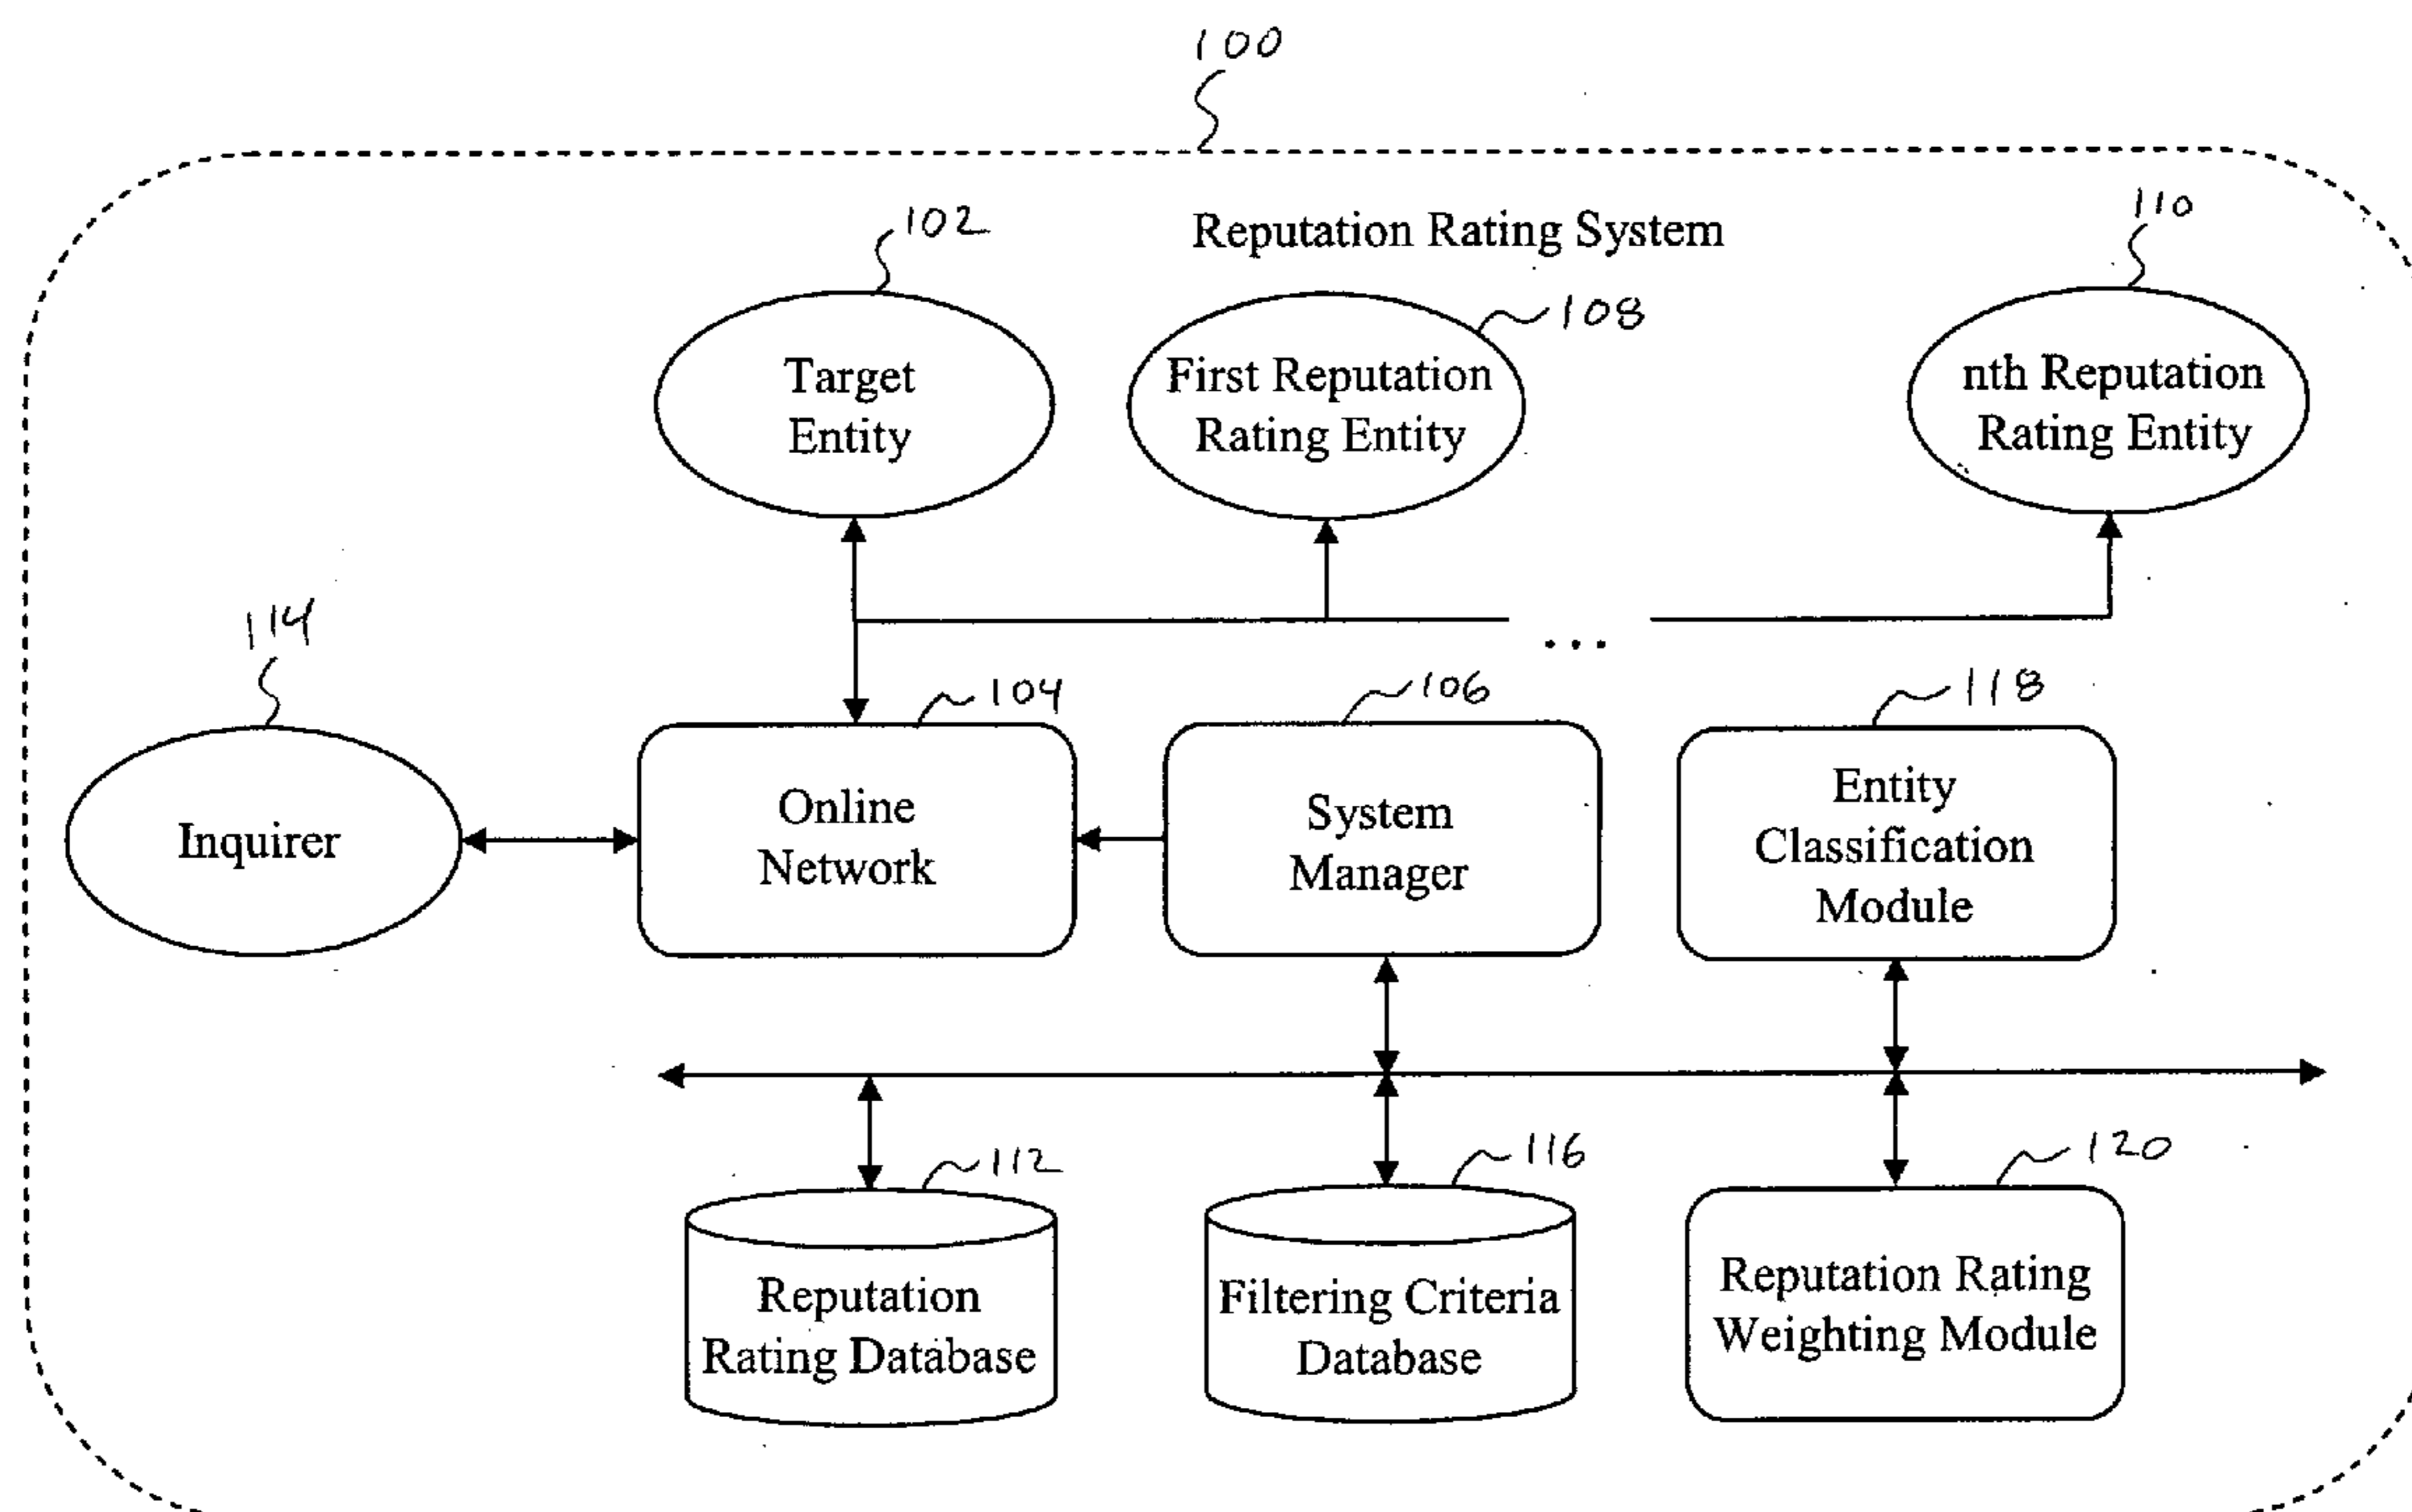 100
102
Reputation Rating System
110
108
Target
Entity
First Reputation
Rating Entity
nth Reputation
Rating Entity
...
114
104
106
118
Inquirer
Online
Network
System
Manager
Entity
Classification
Module
112
116
120
Reputation
Rating Database
Filtering Criteria
Database
Reputation Rating
Weighting Module